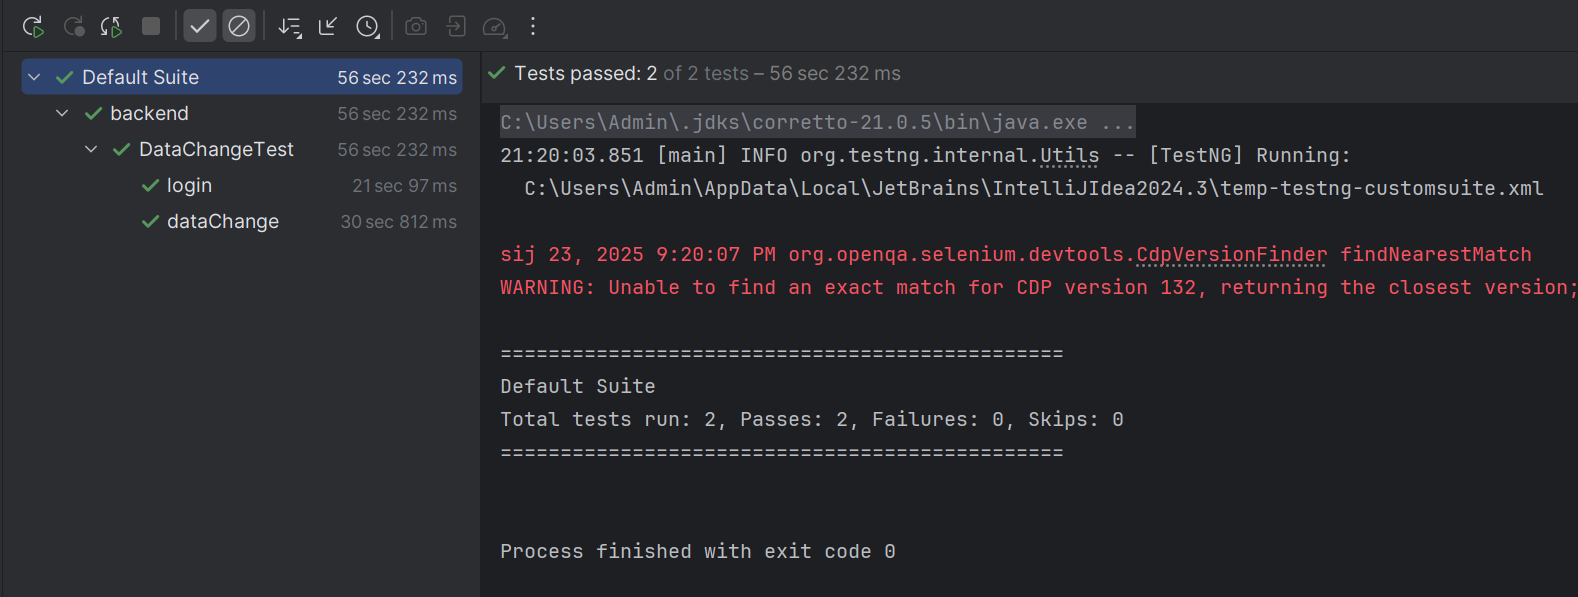 Default Suite 56 sec 232 ms
backend 56 sec 232 ms
DataChangeTest 56 sec 232 ms
login 21 sec 97 ms
dataChange 30 sec 812 ms
Tests passed: 2 of 2 tests – 56 sec 232 ms
C:\Users\Admin\.jdks\corretto-21.0.5\bin\java.exe ...
21:20:03.851 [main] INFO org.testng.internal.Utils -- [TestNG] Running:
C:\Users\Admin\AppData\Local\JetBrains\IntelliJIdea2024.3\temp-testng-customsuite.xml
sij 23, 2025 9:20:07 PM org.openqa.selenium.devtools.CdpVersionFinder findNearestMatch
WARNING: Unable to find an exact match for CDP version 132, returning the closest version;
===============================================
Default Suite
Total tests run: 2, Passes: 2, Failures: 0, Skips: 0
===============================================
Process finished with exit code 0